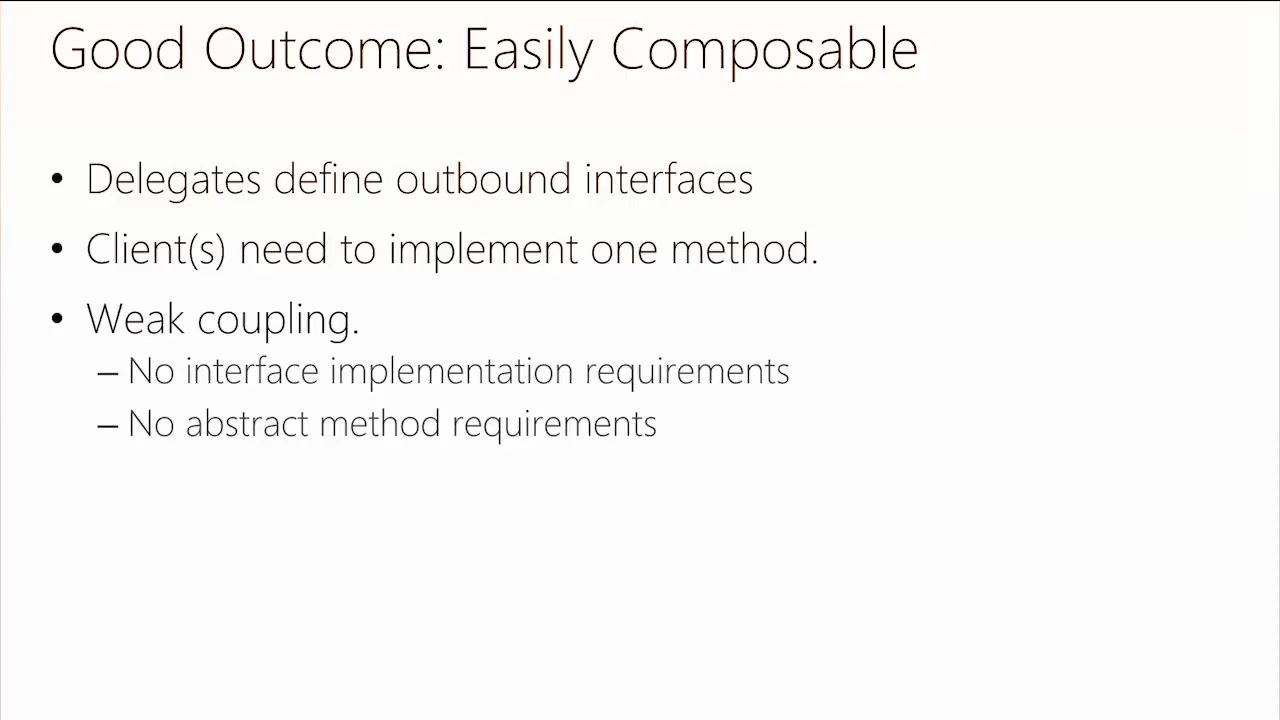 Good Outcome: Easily Composable
• Delegates define outbound interfaces
• Client(s) need to implement one method.
• Weak coupling.
– No interface implementation requirements
– No abstract method requirements